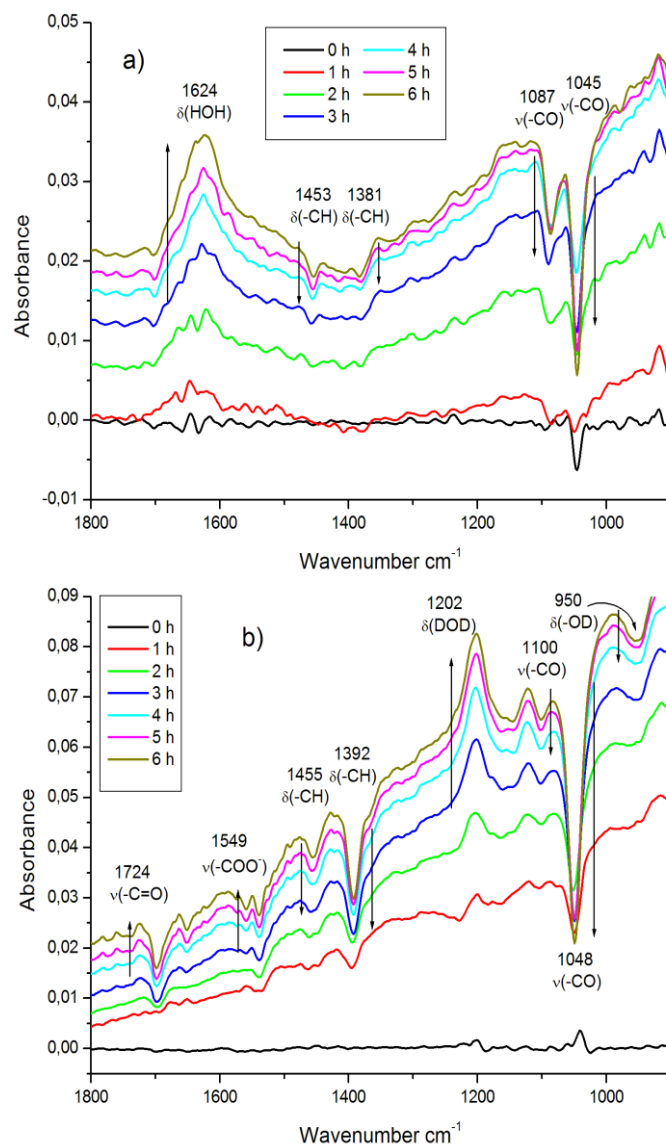 a)
0 h
1 h
2 h
3 h
4 h
5 h
6 h
1624
δ(HOH)
1453
δ(-CH)
1381
δ(-CH)
1087
ν(-CO)
1045
ν(-CO)
0,05
0,04
0,03
0,02
0,01
0,00
-0,01
Absorbance
1800
1600
1400
1200
1000
Wavenumber cm⁻¹
b)
0 h
1 h
2 h
3 h
4 h
5 h
6 h
1724
ν(-C=O)
1549
ν(-COO⁻)
1455
δ(-CH)
1392
δ(-CH)
1202
δ(DOD)
1100
ν(-CO)
950
δ(-OD)
1048
ν(-CO)
0,09
0,08
0,07
0,06
0,05
0,04
0,03
0,02
0,01
0,00
Absorbance
1800
1600
1400
1200
1000
Wavenumber cm⁻¹